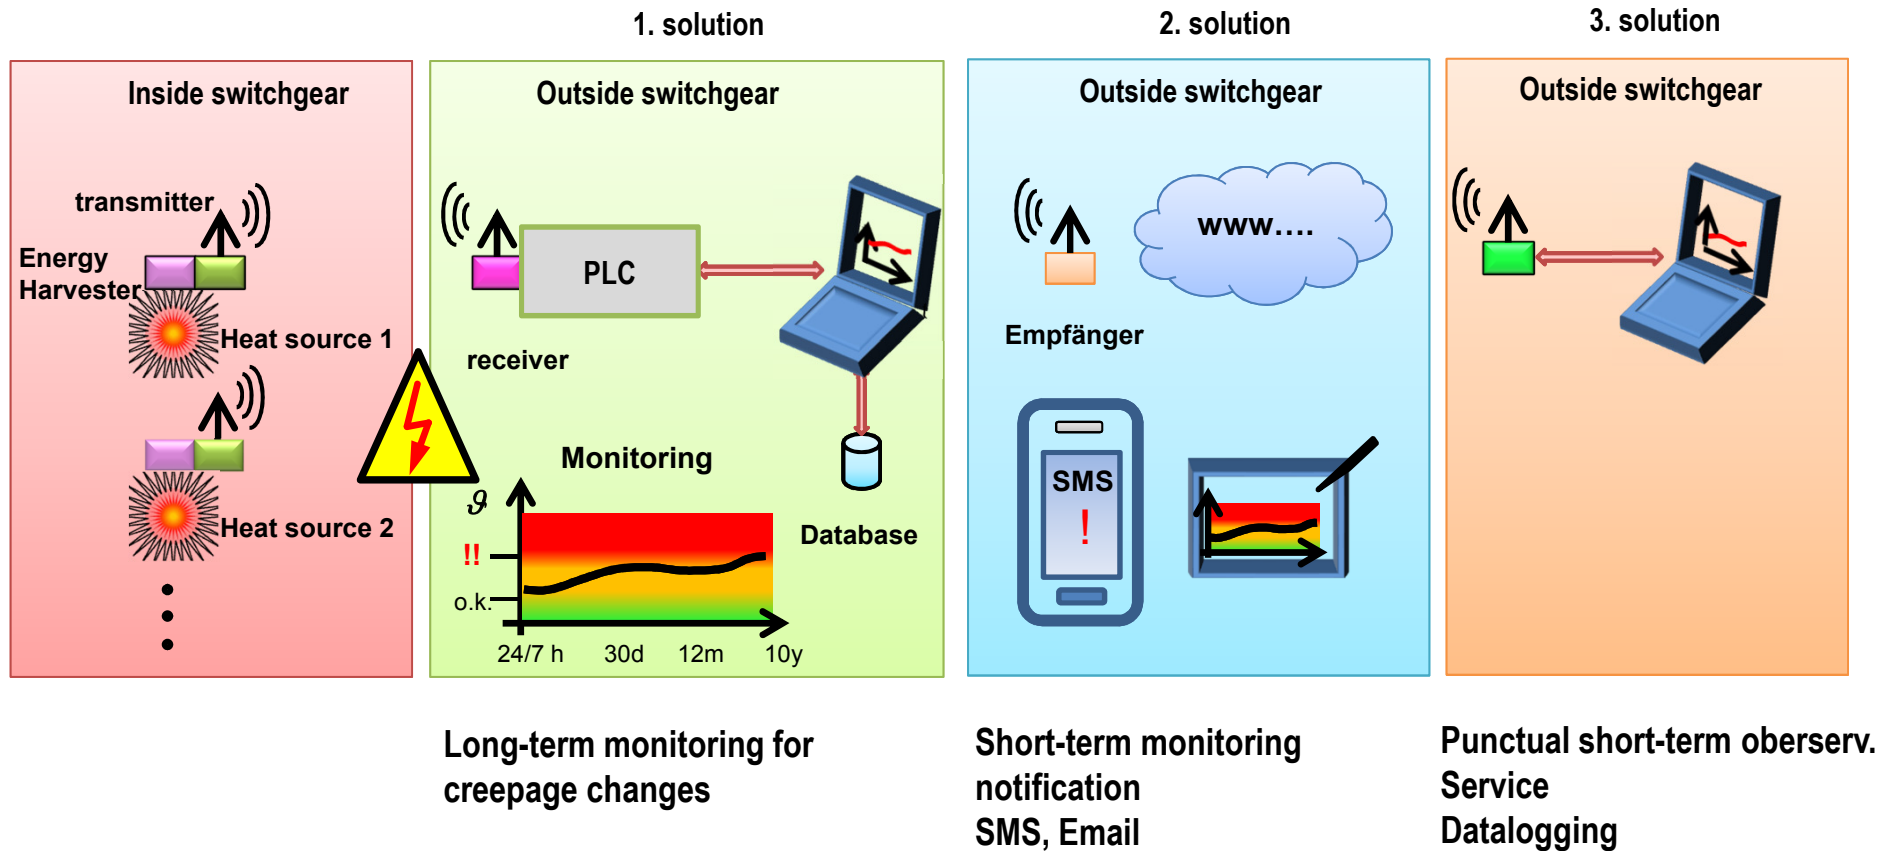 1. solution
2. solution
3. solution
Inside switchgear
transmitter
Energy
Harvester
Heat source 1
Heat source 2
Outside switchgear
PLC
receiver
Monitoring
Database
ϑ
!!
o.k.
24/7 h 30d 12m 10y
Outside switchgear
www....
Empfänger
SMS
!
Outside switchgear
Long-term monitoring for
creepage changes
Short-term monitoring
notification
SMS, Email
Punctual short-term oberserv.
Service
Datalogging